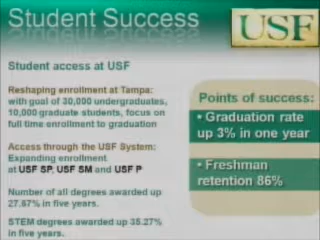 Student Success
USF
Student access at USF
Reshaping enrollment at Tampa:
with goal of 30,000 undergraduates,
10,000 graduate students, focus on
full time enrollment to graduation
Access through the USF System:
Expanding enrollment
at USF SP, USF SM and USF P
Number of all degrees awarded up
27.67% in five years.
STEM degrees awarded up 35.27%
in five years.
Points of success:
• Graduation rate
up 3% in one year
• Freshman
retention 86%